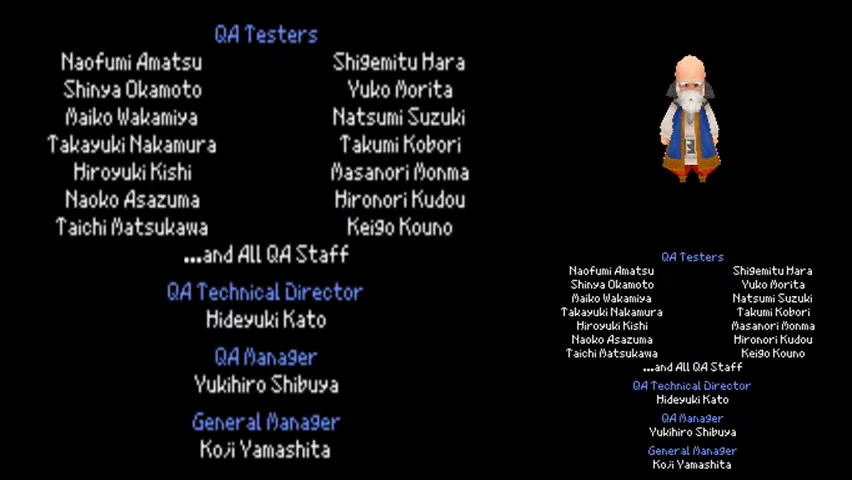 QA Testers
Naofumi Amatsu Shigemitu Hara
Shinya Okamoto Yuko Morita
Maiko Wakamiya Natsumi Suzuki
Takayuki Nakamura Takumi Kobori
Hiroyuki Kishi Masanori Monma
Naoko Asazuma Hironori Kudou
Taichi Matsukawa Keigo Kouno
...and All QA Staff
QA Technical Director
Hideyuki Kato
QA Manager
Yukihiro Shibuya
General Manager
Koji Yamashita
QA Testers
Naofumi Amatsu Shigemitu Hara
Shinya Okamoto Yuko Morita
Maiko Wakamiya Natsumi Suzuki
Takayuki Nakamura Takumi Kobori
Hiroyuki Kishi Masanori Monma
Naoko Asazuma Hironori Kudou
Taichi Matsukawa Keigo Kouno
...and All QA Staff
QA Technical Director
Hideyuki Kato
QA Manager
Yukihiro Shibuya
General Manager
Koji Yamashita